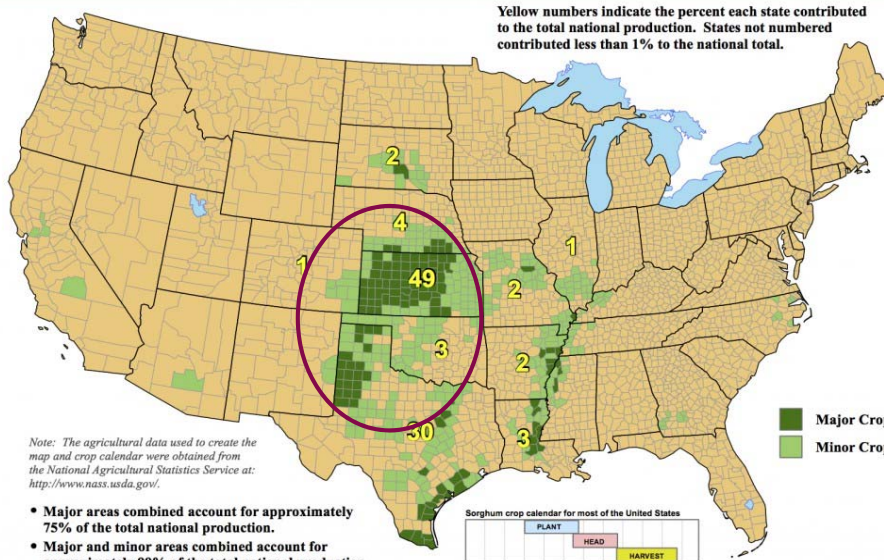 Yellow numbers indicate the percent each state contributed
to the total national production. States not numbered
contributed less than 1% to the national total.
2
4
1
49
1
2
3
2
30
3
Major Crop
Minor Crop
Note: The agricultural data used to create the
map and crop calendar were obtained from
the National Agricultural Statistics Service at:
http://www.nass.usda.gov/.
• Major areas combined account for approximately
75% of the total national production.
• Major and minor areas combined account for
Sorghum crop calendar for most of the United States
PLANT
HEAD
HARVEST